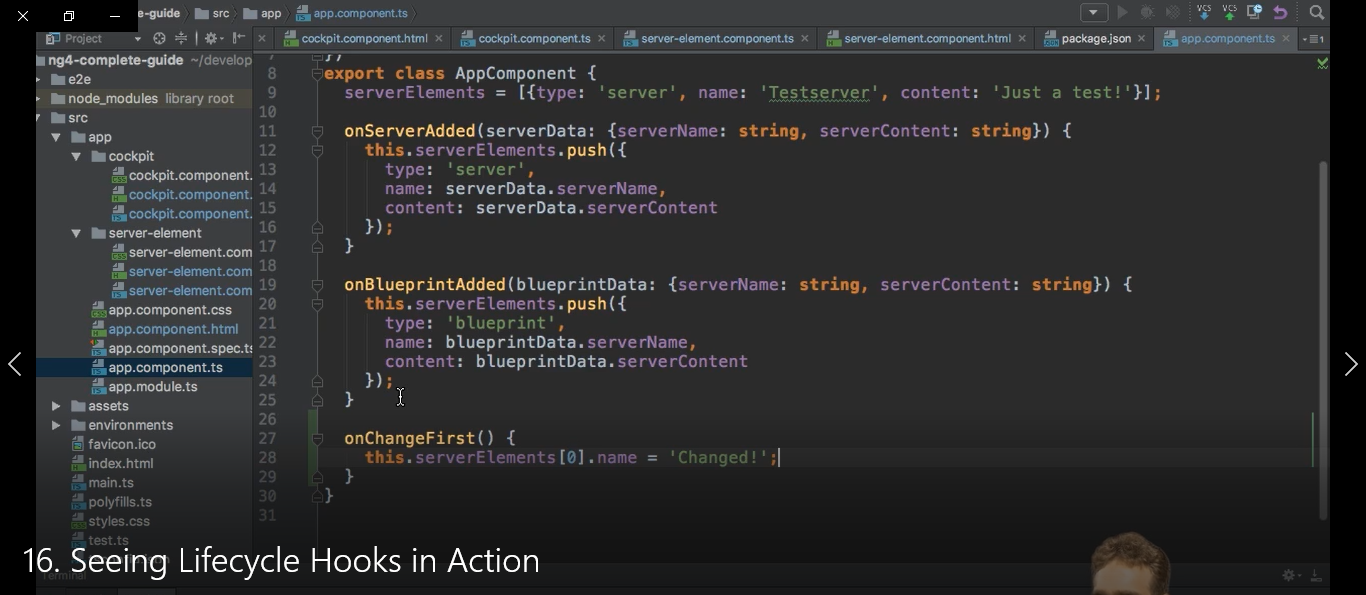 e-guide src app app.component.ts
Project
cockpit.component.html cockpit.component.ts server-element.component.ts server-element.component.html package.json app.component.ts
ng4-complete-guide ~/develop
e2e
node_modules library root
src
app
cockpit
cockpit.component.
cockpit.component.
cockpit.component.
server-element
server-element.com
server-element.com
server-element.com
app.component.css
app.component.html
app.component.spec.ts
app.component.ts
app.module.ts
assets
environments
favicon.ico
index.html
main.ts
polyfills.ts
styles.css
test.ts
Terminal
VCS VCS
8 export class AppComponent {
9 serverElements = [{type: 'server', name: 'Testserver', content: 'Just a test!'}];
10
11 onServerAdded(serverData: {serverName: string, serverContent: string}) {
12 this.serverElements.push({
13 type: 'server',
14 name: serverData.serverName,
15 content: serverData.serverContent
16 });
17 }
18
19 onBlueprintAdded(blueprintData: {serverName: string, serverContent: string}) {
20 this.serverElements.push({
21 type: 'blueprint',
22 name: blueprintData.serverName,
23 content: blueprintData.serverContent
24 });
25 }
26
27 onChangeFirst() {
28 this.serverElements[0].name = 'Changed!';
29 }
30 }
31
16. Seeing Lifecycle Hooks in Action